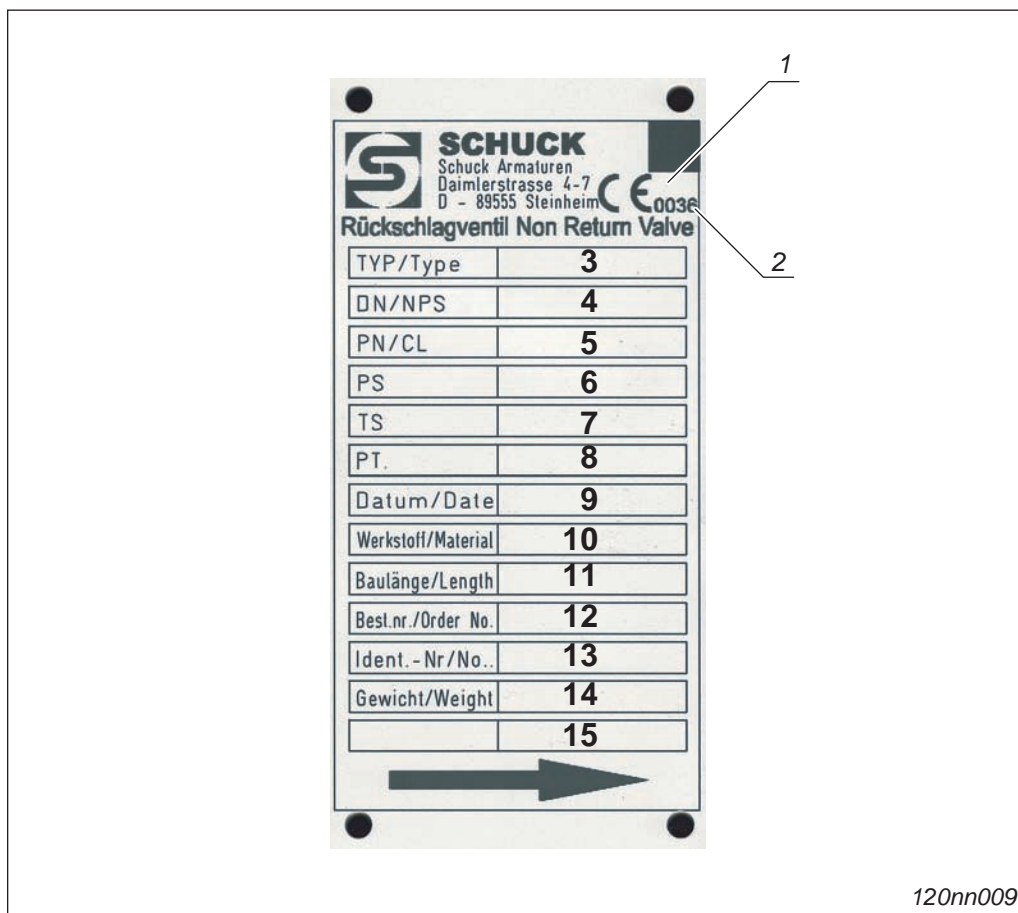 1
SCHUCK
Schuck Armaturen
Daimlerstrasse 4-7
D - 89555 Steinheim
CE 0036
2
Rückschlagventil Non Return Valve
TYP/Type 3
DN/NPS 4
PN/CL 5
PS 6
TS 7
PT. 8
Datum/Date 9
Werkstoff/Material 10
Baulänge/Length 11
Best.nr./Order No. 12
Ident.-Nr/No.. 13
Gewicht/Weight 14
15
120nn009